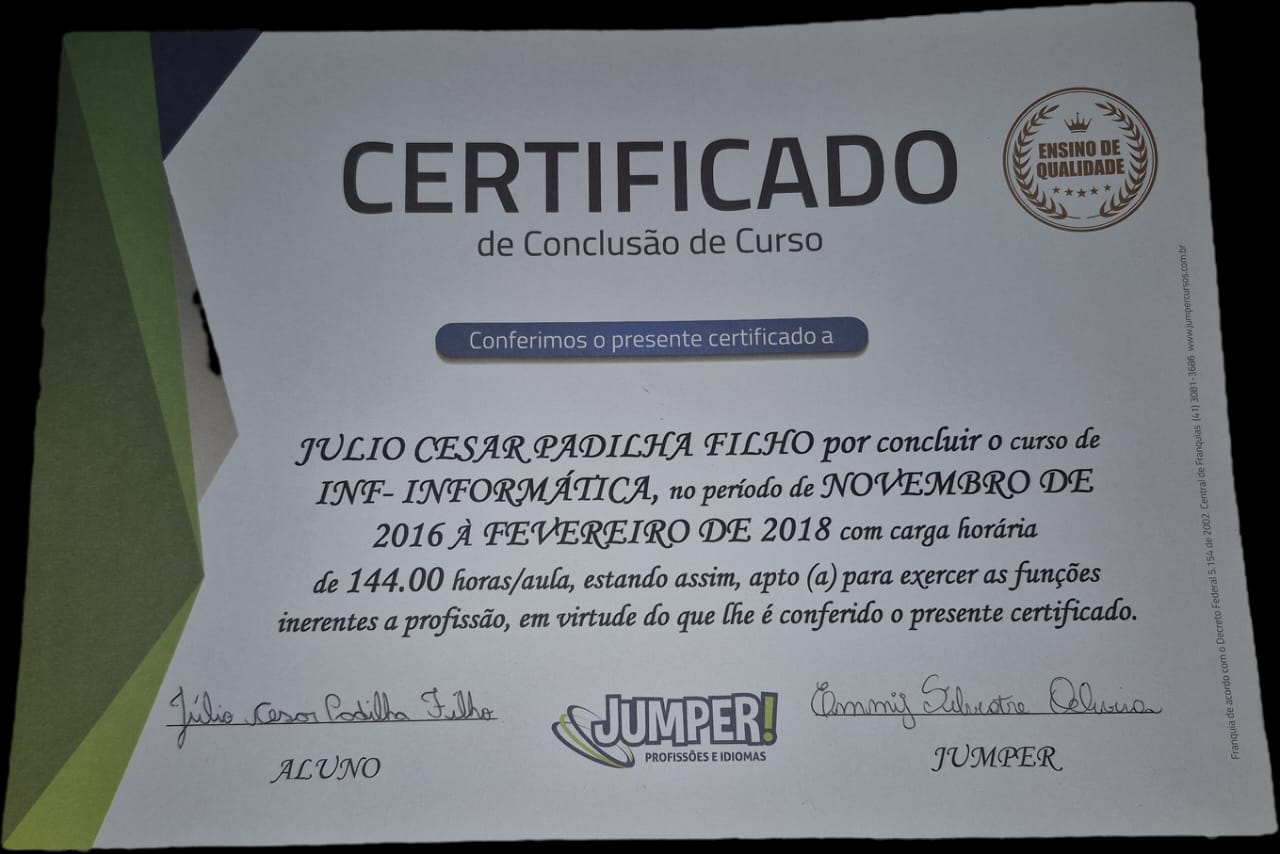 CERTIFICADO
de Conclusão de Curso
ENSINO DE
QUALIDADE
Conferimos o presente certificado a
JULIO CESAR PADILHA FILHO por concluir o curso de
INF- INFORMÁTICA, no período de NOVEMBRO DE
2016 À FEVEREIRO DE 2018 com carga horária
de 144.00 horas/aula, estando assim, apto (a) para exercer as funções
inerentes a profissão, em virtude do que lhe é conferido o presente certificado.
Júlio Cesar Padilha Filho
ALUNO
JUMPER!
PROFISSÕES E IDIOMAS
Emmily Silvestre Oliveira
JUMPER
Franquia de acordo com o Decreto Federal 5.154 de 2002 Central de Franquias (41) 3081-3686 www.jumpercursos.com.br